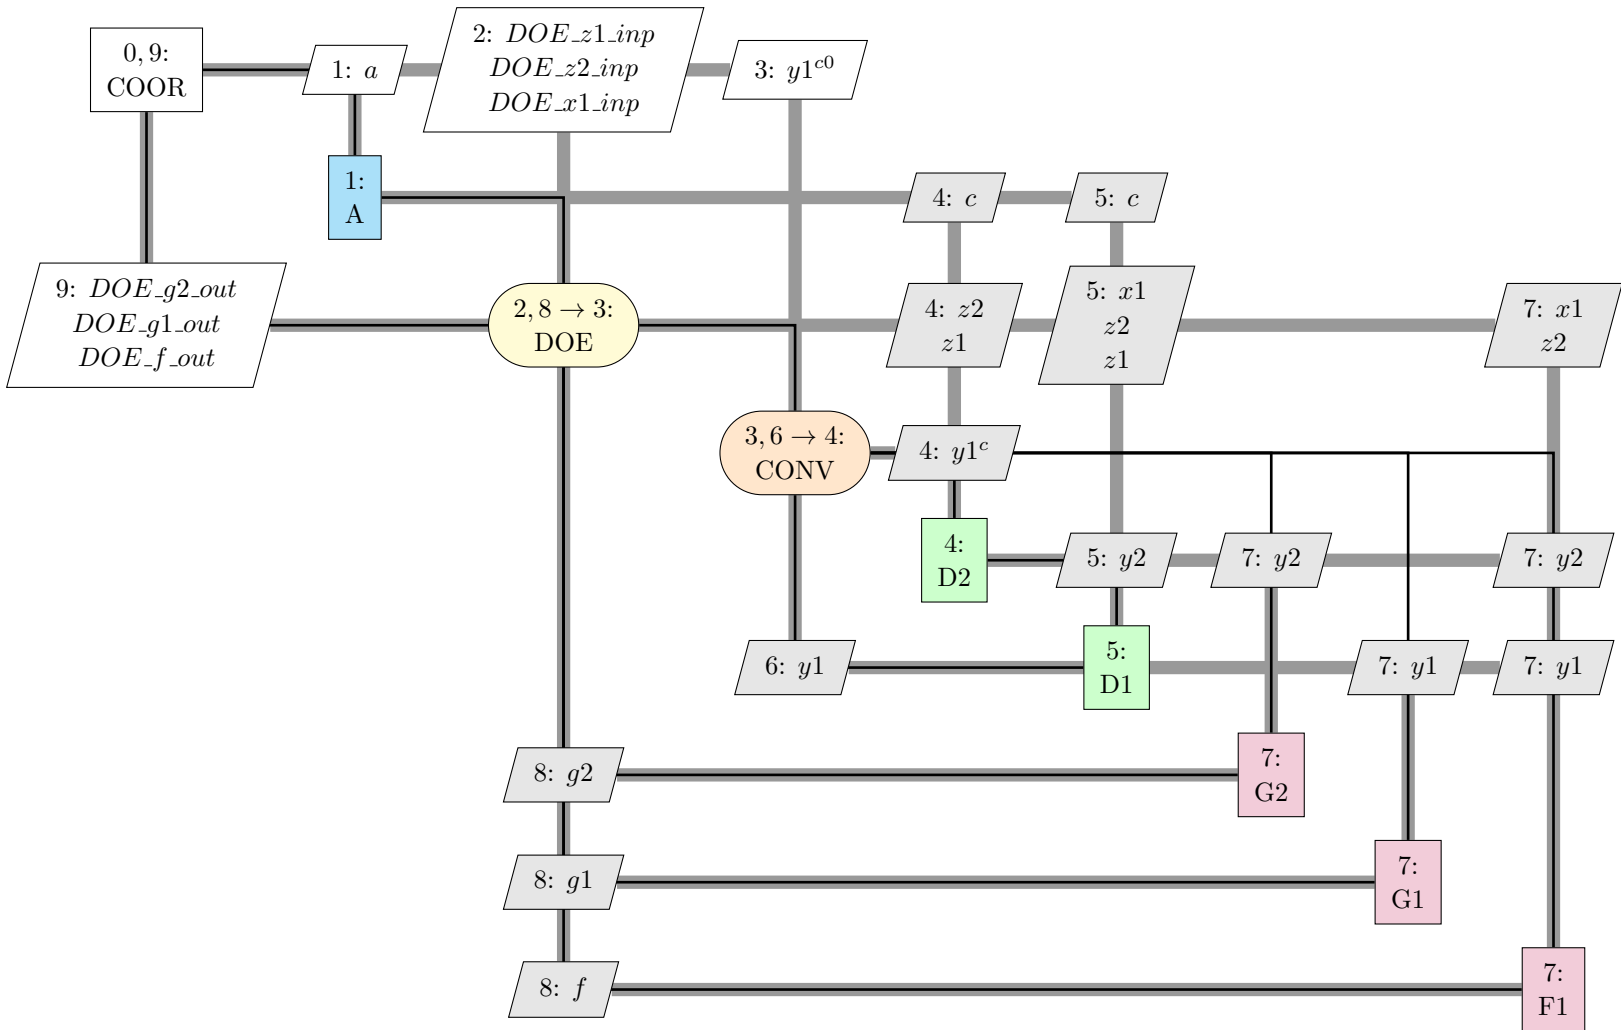 0, 9:
COOR
1: a
2: DOE_z1_inp
DOE_z2_inp
DOE_x1_inp
3: y1^{c0}
1:
A
4: c
5: c
9: DOE_g2_out
DOE_g1_out
DOE_f_out
2, 8 → 3:
DOE
4: z2
z1
5: x1
z2
z1
7: x1
z2
3, 6 → 4:
CONV
4: y1^c
4:
D2
5: y2
7: y2
7: y2
6: y1
5:
D1
7: y1
7: y1
8: g2
7:
G2
8: g1
7:
G1
8: f
7:
F1